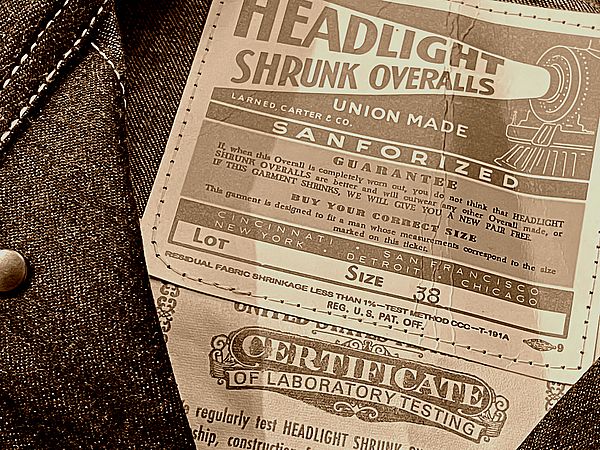 HEADLIGHT
SHRUNK OVERALLS
LARNED, CARTER & CO.
UNION MADE
SANFORIZED
GUARANTEE
If, when this Overall is completely worn out, you do not think that HEADLIGHT
SHRUNK OVERALLS are better and will outwear any other Overall made, or
IF THIS GARMENT SHRINKS, WE WILL GIVE YOU A NEW PAIR FREE.
BUY YOUR CORRECT SIZE
This garment is designed to fit a man whose measurements correspond to the size
marked on this ticket.
CINCINNATI · SAN FRANCISCO
NEW YORK · DETROIT · CHICAGO
LOT SIZE 38
RESIDUAL FABRIC SHRINKAGE LESS THAN 1%—TEST METHOD CCC-T-191A
REG. U.S. PAT. OFF.
9
UNITED STATES
CERTIFICATE
OF LABORATORY TESTING
e regularly test HEADLIGHT SHRUNK
ship, construction